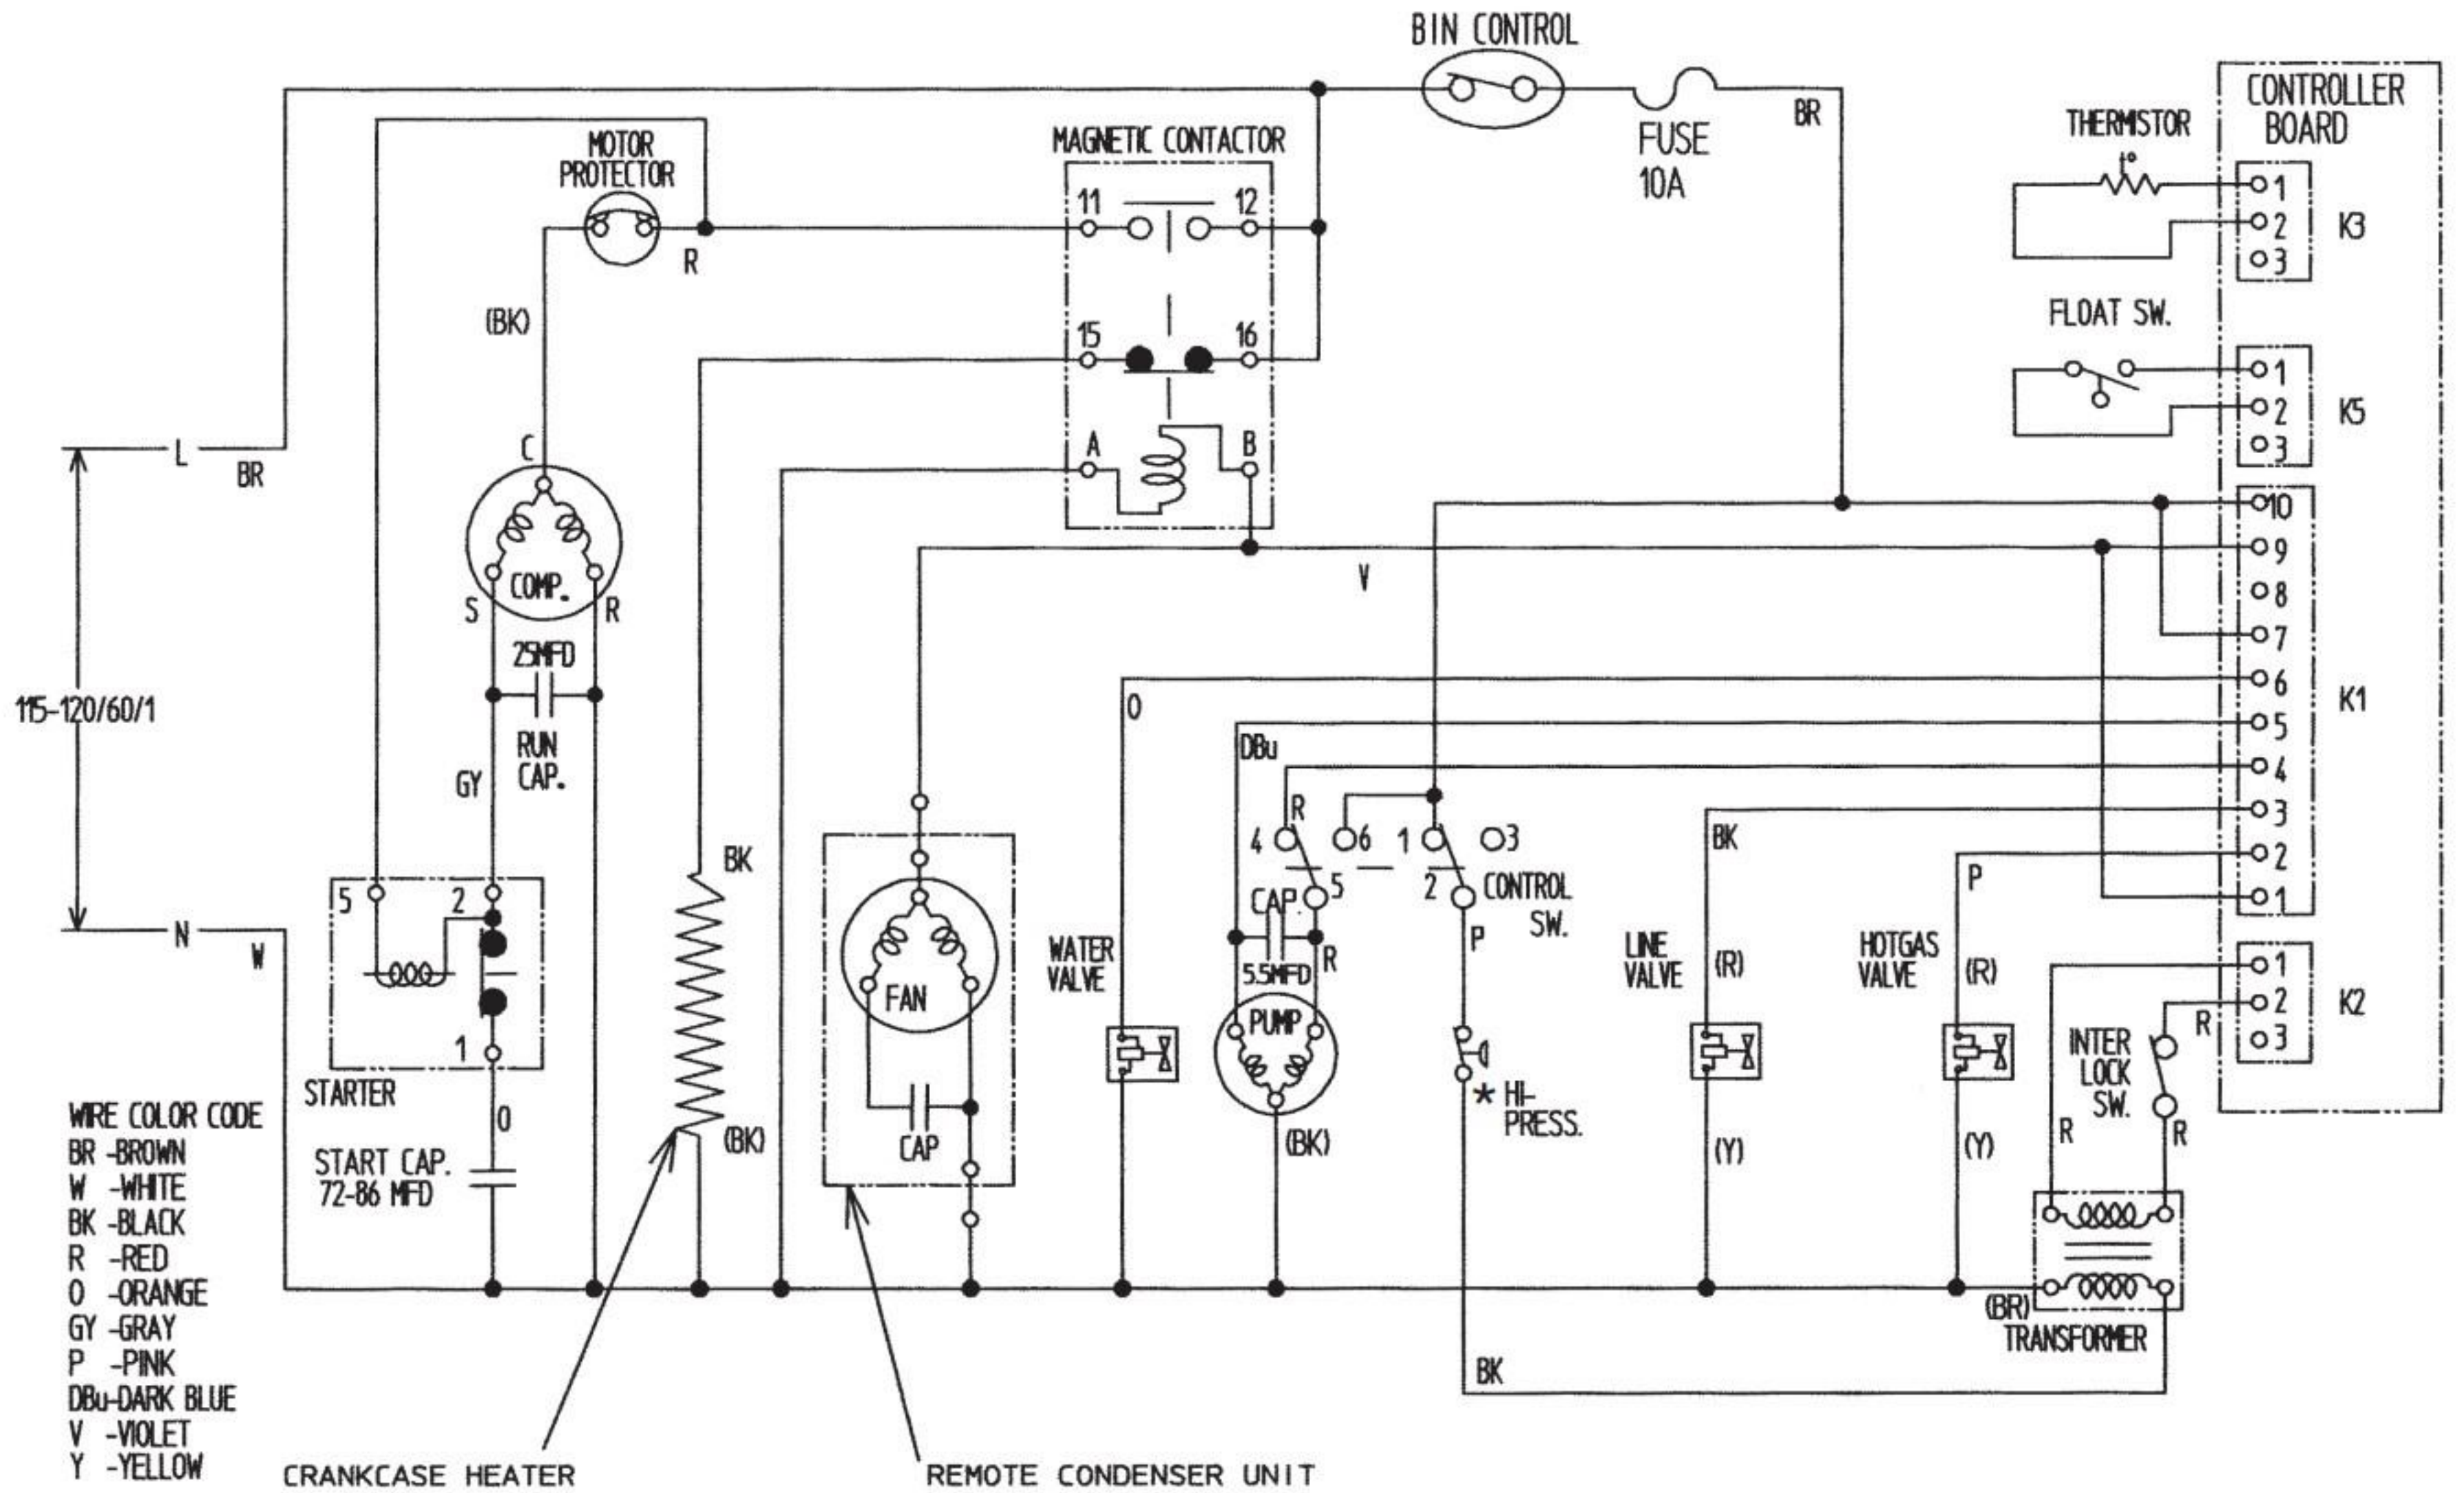 BIN CONTROL
CONTROLLER
BOARD
BR
FUSE
10A
THERMISTOR
t°
MOTOR
PROTECTOR
MAGNETIC CONTACTOR
11
12
R
1
2
3
K3
(BK)
15
16
FLOAT SW.
1
2
3
K5
C
A
B
L
BR
COMP.
S
R
V
10
9
8
7
6
5
4
3
2
1
K1
25MFD
RUN
CAP.
GY
115-120/60/1
O
DBu
R
4
6
1
3
5
2
CONTROL
SW.
CAP.
5.5MFD
R
P
BK
P
BK
5
2
1
STARTER
N
W
FAN
CAP
WATER
VALVE
PUMP
(BK)
* HI-
PRESS.
LINE
VALVE
(R)
(Y)
HOTGAS
VALVE
(R)
(Y)
1
2
3
K2
R
INTER
LOCK
SW.
R
R
O
START CAP.
72-86 MFD
(BK)
(BR)
TRANSFORMER
BK
WIRE COLOR CODE
BR -BROWN
W -WHITE
BK -BLACK
R -RED
O -ORANGE
GY -GRAY
P -PINK
DBu-DARK BLUE
V -VIOLET
Y -YELLOW
CRANKCASE HEATER
REMOTE CONDENSER UNIT